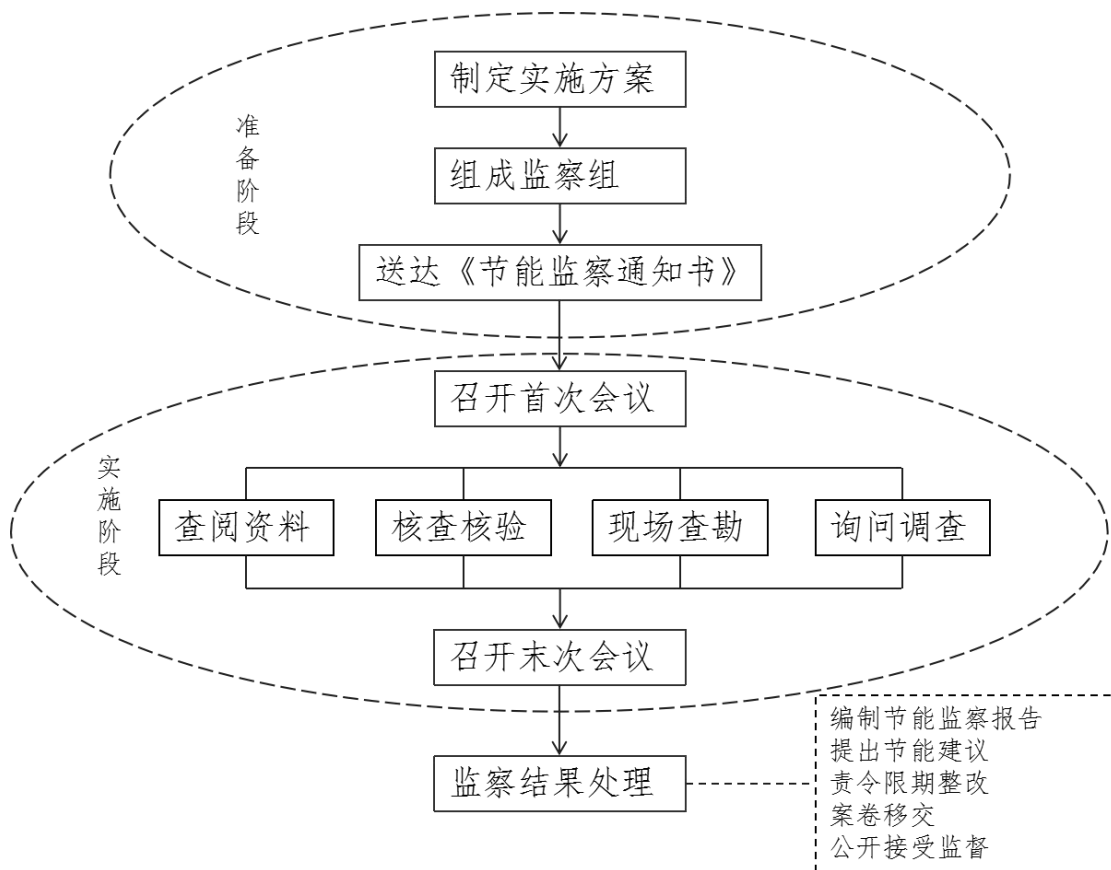 制定实施方案
准备阶段
组成监察组
送达《节能监察通知书》
召开首次会议
实施阶段
查阅资料
核查核验
现场查勘
询问调查
召开末次会议
监察结果处理
编制节能监察报告
提出节能建议
责令限期整改
案卷移交
公开接受监督